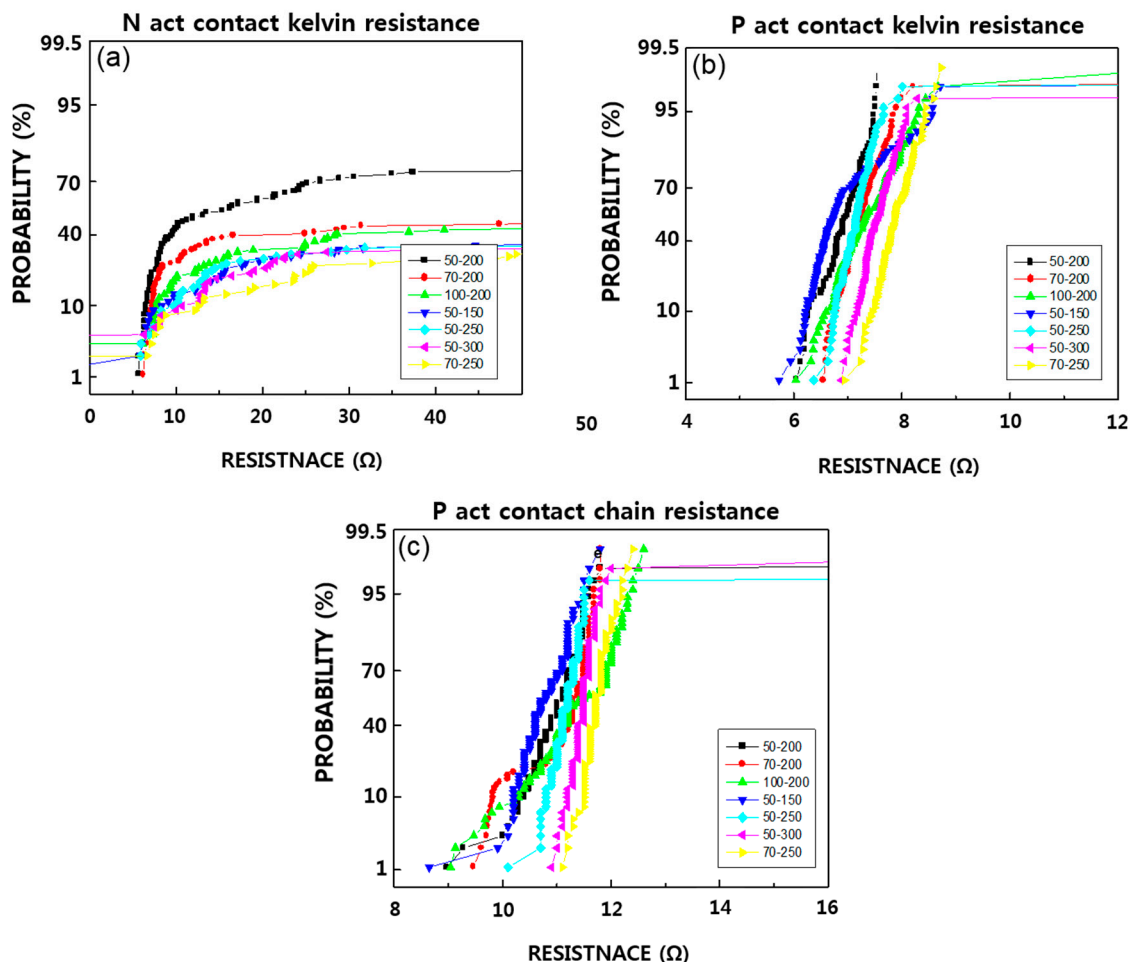 N act contact kelvin resistance
(a)
PROBABILITY (%)
99.5
95
70
40
10
1
0 10 20 30 40 50
RESISTNACE (Ω)
50-200
70-200
100-200
50-150
50-250
50-300
70-250
P act contact kelvin resistance
(b)
PROBABILITY (%)
99.5
95
70
40
10
1
4 6 8 10 12
RESISTNACE (Ω)
50-200
70-200
100-200
50-150
50-250
50-300
70-250
P act contact chain resistance
(c)
e
PROBABILITY (%)
99.5
95
70
40
10
1
8 10 12 14 16
RESISTNACE (Ω)
50-200
70-200
100-200
50-150
50-250
50-300
70-250